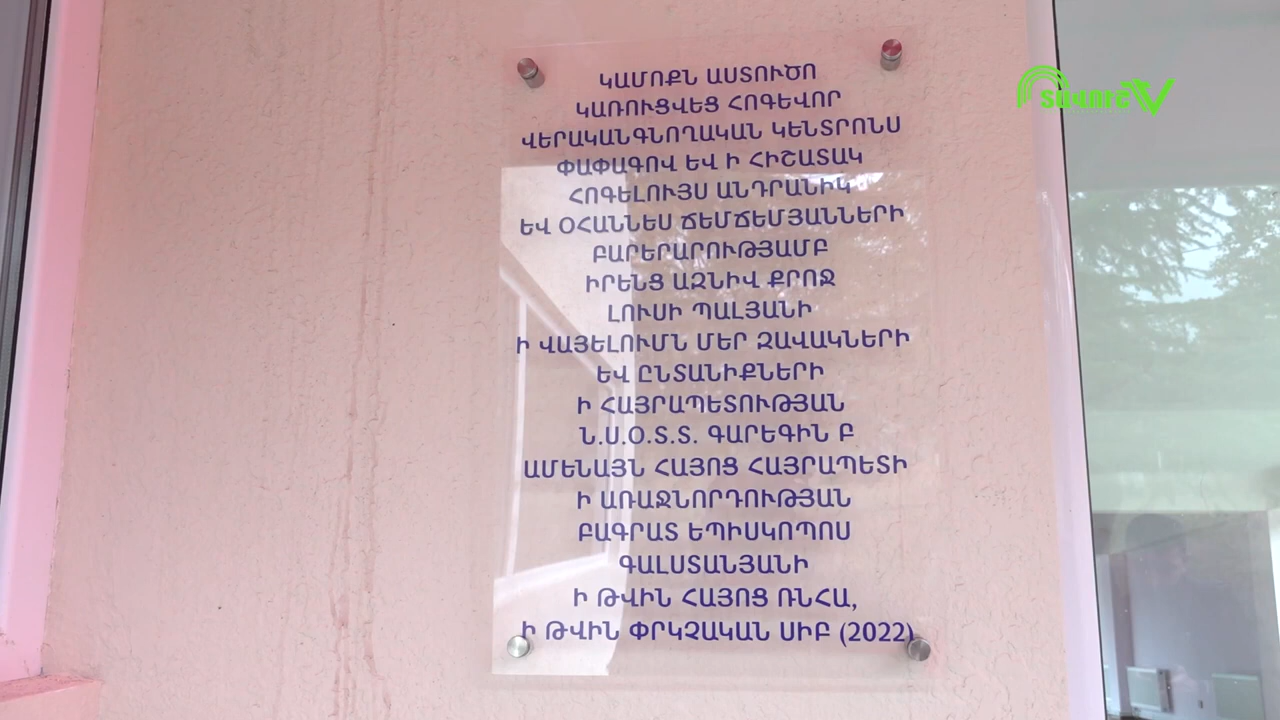 ԿԱՄՈՔՆ ԱՍՏՈՒԾՈ
ԿԱՌՈՒՑՎԵՑ ՀՈԳԵՎՈՐ
ՎԵՐԱԿԱՆԳՆՈՂԱԿԱՆ ԿԵՆՏՐՈՆՍ
ՓԱՓԱԳՈՎ ԵՎ Ի ՀԻՇԱՏԱԿ
ՀՈԳԵԼՈՒՅՍ ԱՆԴՐԱՆԻԿ
ԵՎ ՕՀԱՆՆԵՍ ՃԵՄՃԵՄՅԱՆՆԵՐԻ
ԲԱՐԵՐԱՐՈՒԹՅԱՄԲ
ԻՐԵՆՑ ԱԶՆԻՎ ՔՐՈՋ
ԼՈՒՍԻ ՊԱԼՅԱՆԻ
Ի ՎԱՅԵԼՈՒՄՆ ՄԵՐ ԶԱՎԱԿՆԵՐԻ
ԵՎ ԸՆՏԱՆԻՔՆԵՐԻ
Ի ՀԱՅՐԱՊԵՏՈՒԹՅԱՆ
Ն.Ս.Օ.Տ.Տ. ԳԱՐԵԳԻՆ Բ
ԱՄԵՆԱՅՆ ՀԱՅՈՑ ՀԱՅՐԱՊԵՏԻ
Ի ԱՌԱՋՆՈՐԴՈՒԹՅԱՆ
ԲԱԳՐԱՏ ԵՊԻՍԿՈՊՈՍ
ԳԱԼՍՏԱՆՅԱՆԻ
Ի ԹՎԻՆ ՀԱՅՈՑ ՌՆՀԱ,
Ի ԹՎԻՆ ՓՐԿՉԱԿԱՆ ՍԻԲ (2022)
ՏԱՎՈՒՇ TV